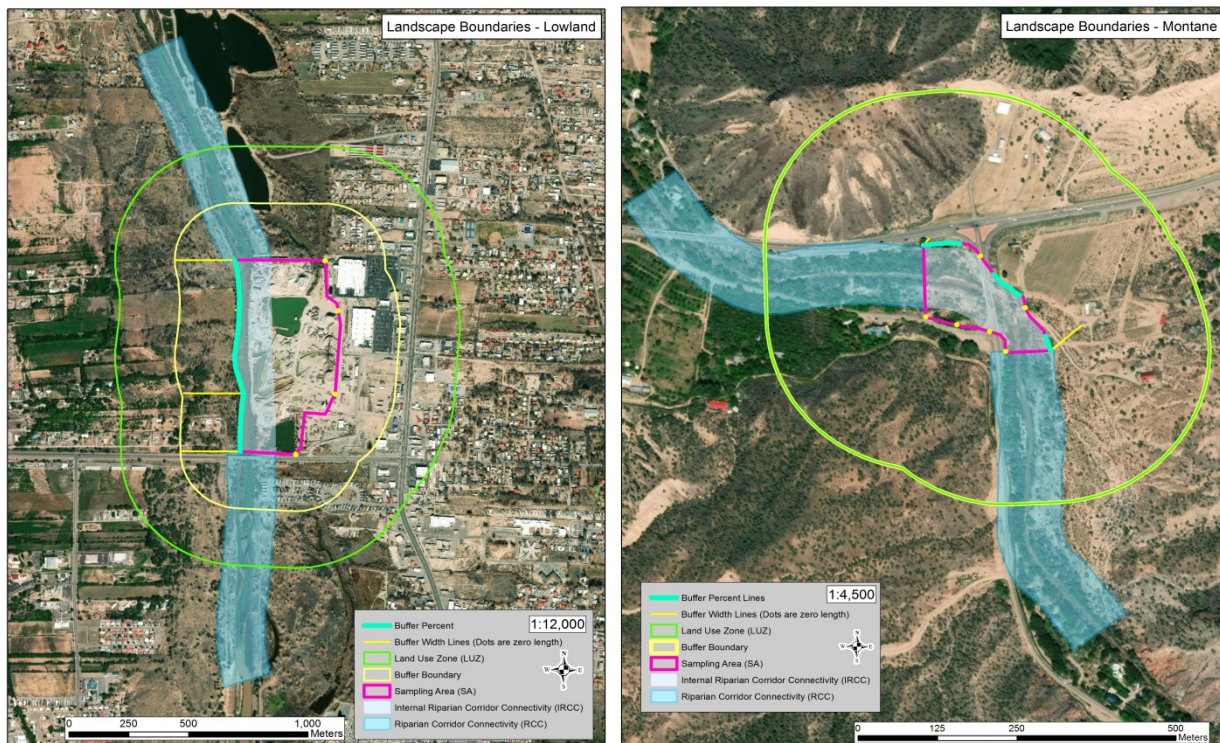 Landscape Boundaries - Lowland
Buffer Percent
1:12,000
Buffer Width Lines (Dots are zero length)
Land Use Zone (LUZ)
Buffer Boundary
Sampling Area (SA)
Internal Riparian Corridor Connectivity (IRCC)
Riparian Corridor Connectivity (RCC)
N
W E
S
0 250 500 1,000
Meters
Landscape Boundaries - Montane
Buffer Percent Lines
1:4,500
Buffer Width Lines (Dots are zero length)
Land Use Zone (LUZ)
Buffer Boundary
Sampling Area (SA)
Internal Riparian Corridor Connectivity (IRCC)
Riparian Corridor Connectivity (RCC)
N
W E
S
0 125 250 500
Meters